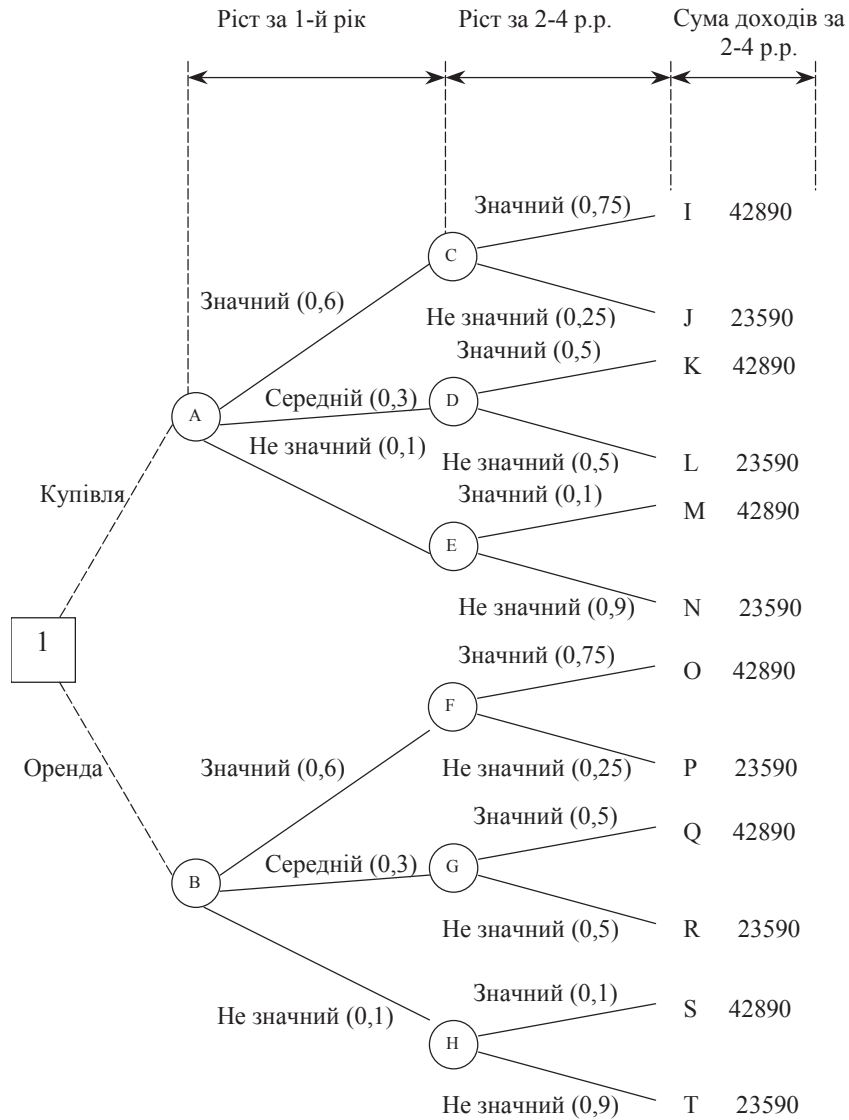 Ріст за 1-й рік
Ріст за 2-4 р.р.
Сума доходів за
2-4 р.р.
Значний (0,75)
I 42890
C
Значний (0,6)
Не значний (0,25)
J 23590
Значний (0,5)
K 42890
Середній (0,3)
D
A
Не значний (0,1)
Не значний (0,5)
L 23590
Купівля
Значний (0,1)
M 42890
E
Не значний (0,9)
N 23590
1
Значний (0,75)
O 42890
F
Оренда
Значний (0,6)
Не значний (0,25)
P 23590
Значний (0,5)
Q 42890
Середній (0,3)
G
B
Не значний (0,5)
R 23590
Значний (0,1)
S 42890
Не значний (0,1)
H
Не значний (0,9)
T 23590